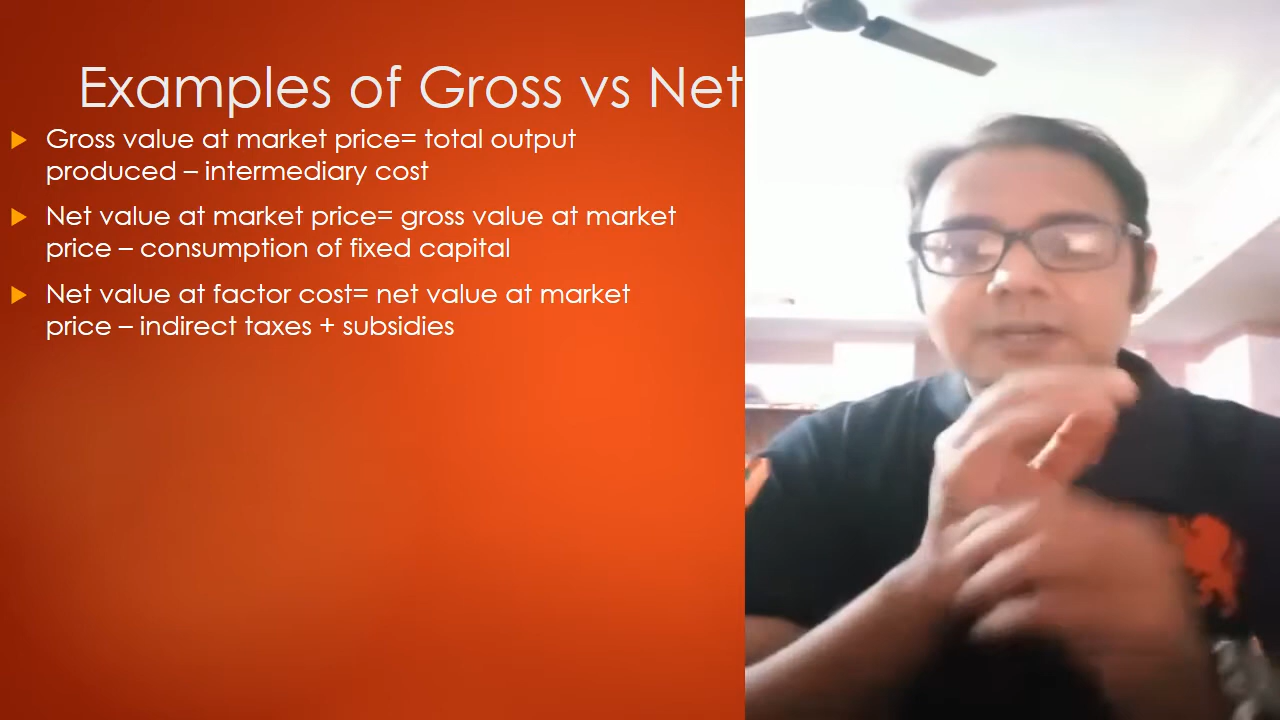 Examples of Gross vs Net
Gross value at market price= total output
produced – intermediary cost
Net value at market price= gross value at market
price – consumption of fixed capital
Net value at factor cost= net value at market
price – indirect taxes + subsidies